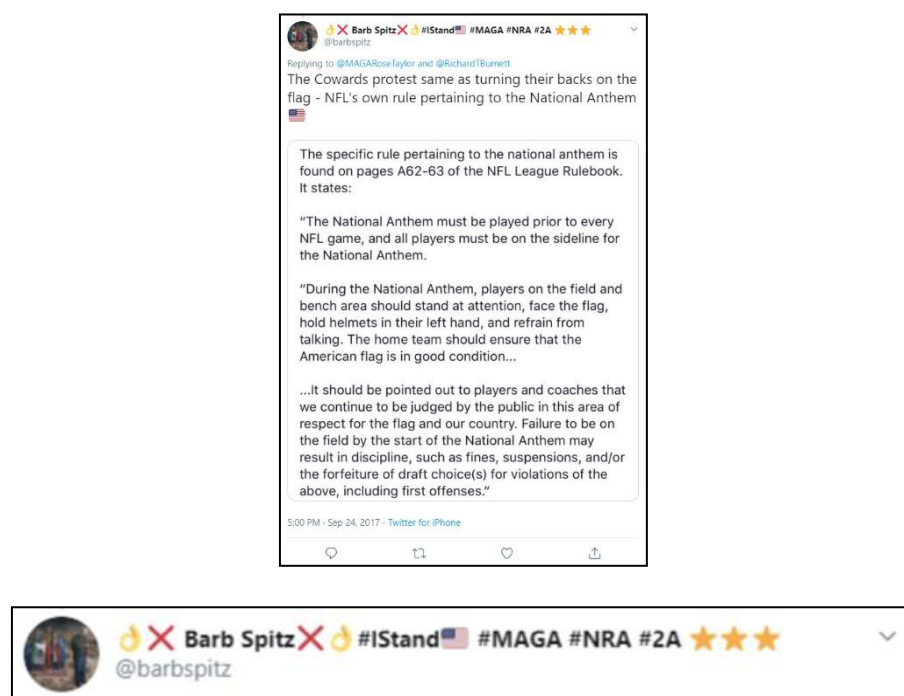 👌❌ Barb Spitz❌👌#IStand🇺🇸 #MAGA #NRA #2A ⭐⭐⭐
@barbspitz
Replying to @MAGARoseTaylor and @RichardTBurnett
The Cowards protest same as turning their backs on the
flag - NFL's own rule pertaining to the National Anthem
🇺🇸
The specific rule pertaining to the national anthem is
found on pages A62-63 of the NFL League Rulebook.
It states:
“The National Anthem must be played prior to every
NFL game, and all players must be on the sideline for
the National Anthem.
“During the National Anthem, players on the field and
bench area should stand at attention, face the flag,
hold helmets in their left hand, and refrain from
talking. The home team should ensure that the
American flag is in good condition...
...It should be pointed out to players and coaches that
we continue to be judged by the public in this area of
respect for the flag and our country. Failure to be on
the field by the start of the National Anthem may
result in discipline, such as fines, suspensions, and/or
the forfeiture of draft choice(s) for violations of the
above, including first offenses.”
5:00 PM - Sep 24, 2017 - Twitter for iPhone
👌❌ Barb Spitz❌👌#IStand🇺🇸 #MAGA #NRA #2A ⭐⭐⭐
@barbspitz